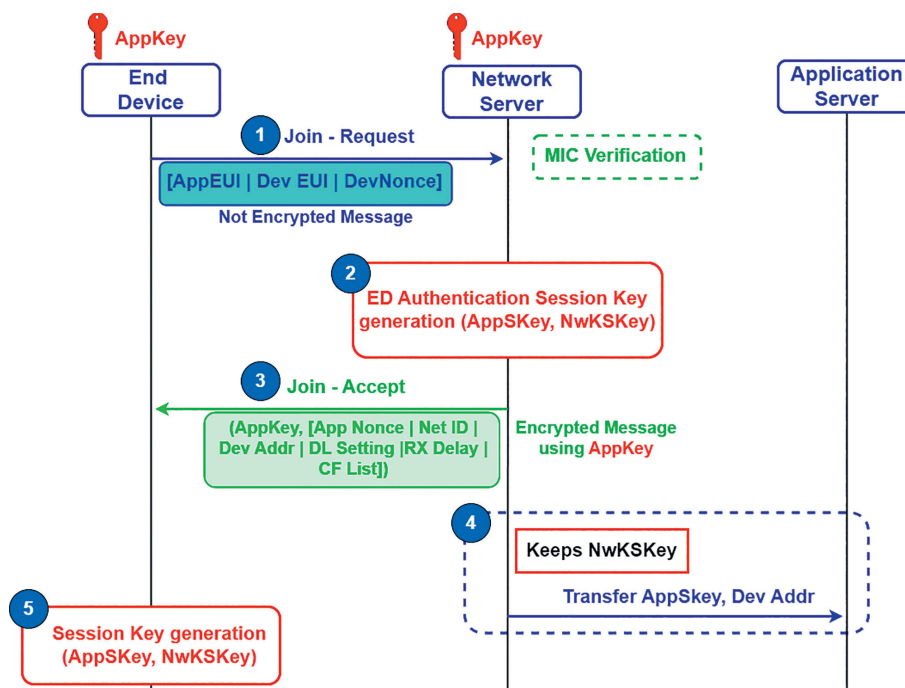 AppKey
AppKey
End
Device
Network
Server
Application
Server
1
Join - Request
MIC Verification
[AppEUI | Dev EUI | DevNonce]
Not Encrypted Message
2
ED Authentication Session Key
generation (AppSKey, NwKSKey)
3
Join - Accept
(AppKey, [App Nonce | Net ID |
Dev Addr | DL Setting |RX Delay |
CF List])
Encrypted Message
using AppKey
4
Keeps NwKSKey
Transfer AppSkey, Dev Addr
5
Session Key generation
(AppSKey, NwKSKey)